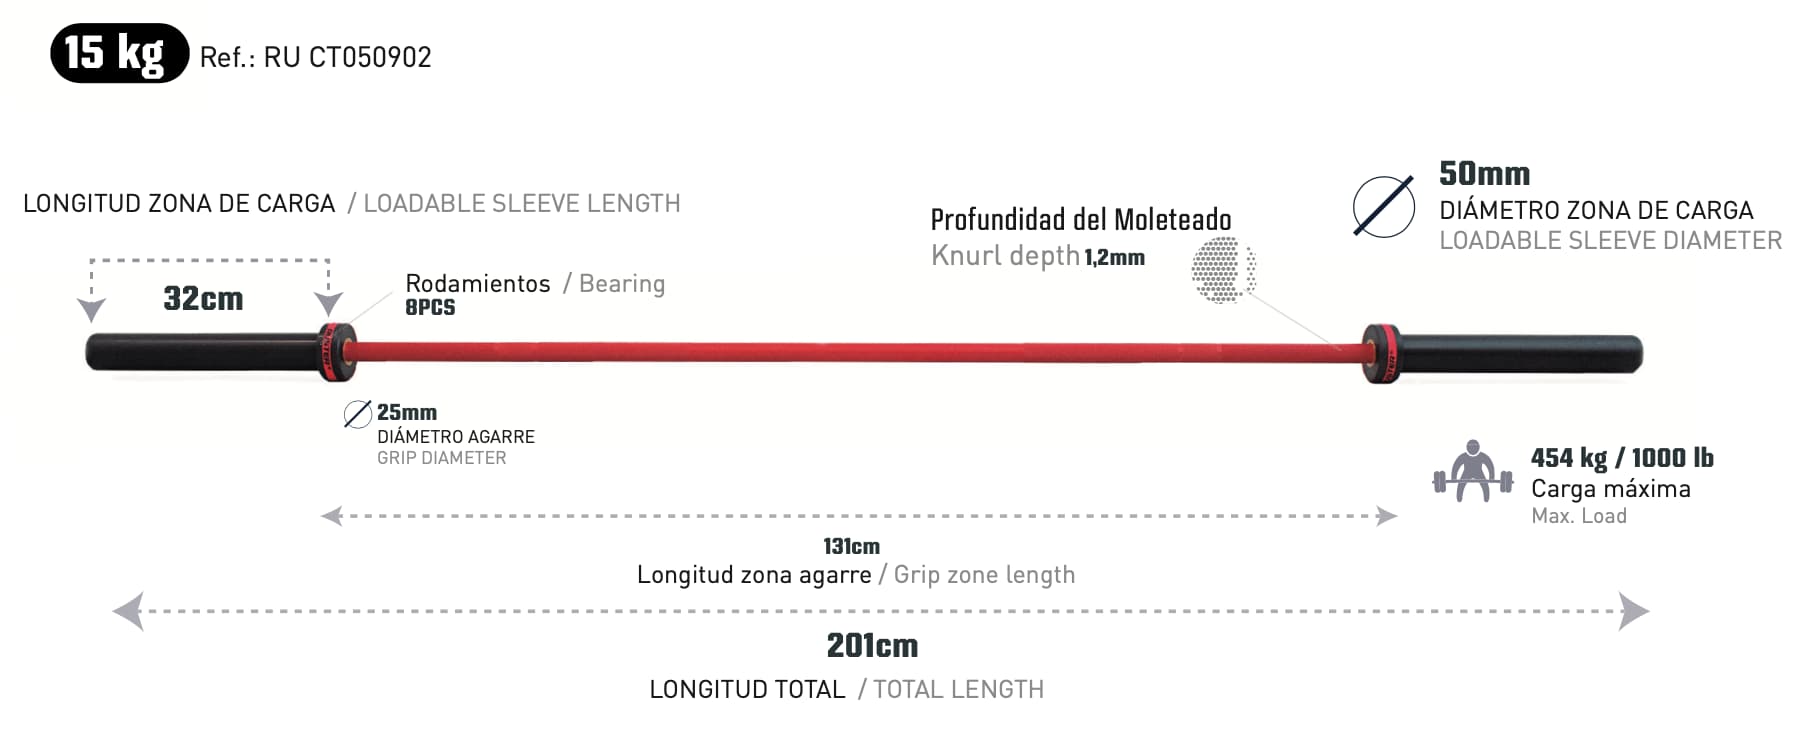 15 kg Ref.: RU CT050902
LONGITUD ZONA DE CARGA / LOADABLE SLEEVE LENGTH
32cm
Rodamientos / Bearing
8PCS
Profundidad del Moleteado
Knurl depth 1,2mm
50mm
DIÁMETRO ZONA DE CARGA
LOADABLE SLEEVE DIAMETER
25mm
DIÁMETRO AGARRE
GRIP DIAMETER
454 kg / 1000 lb
Carga máxima
Max. Load
131cm
Longitud zona agarre / Grip zone length
201cm
LONGITUD TOTAL / TOTAL LENGTH